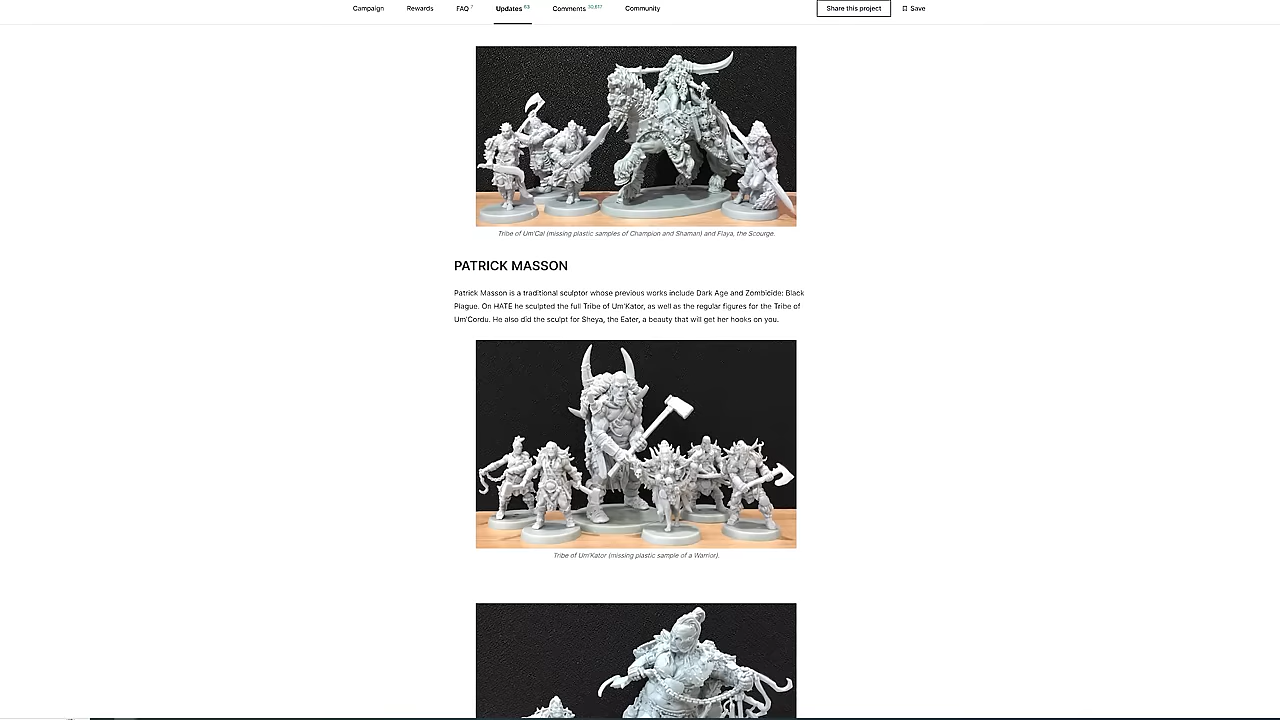 Campaign Rewards FAQ 7 Updates 63 Comments 10,617 Community Share this project Save
Tribe of Um'Cal (missing plastic samples of Champion and Shaman) and Flaya, the Scourge.
PATRICK MASSON
Patrick Masson is a traditional sculptor whose previous works include Dark Age and Zombicide: Black
Plague. On HATE he sculpted the full Tribe of Um'Kator, as well as the regular figures for the Tribe of
Um'Cordu. He also did the sculpt for Sheya, the Eater, a beauty that will get her hooks on you.
Tribe of Um'Kator (missing plastic sample of a Warrior).